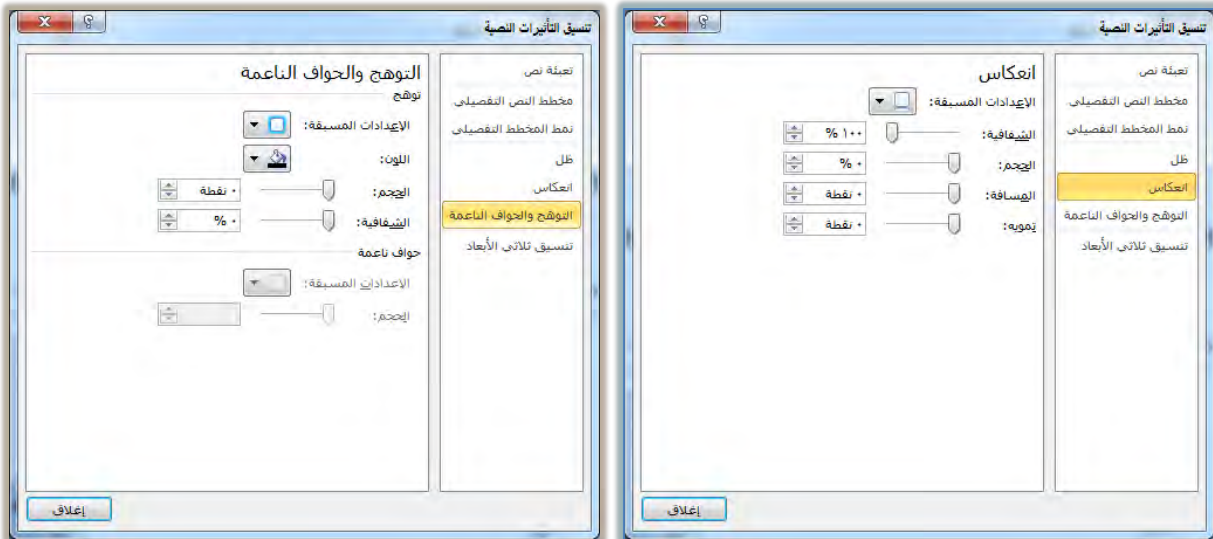 تنسيق التأثيرات النصية
تعبئة نص
مخطط النص التفصيلي
نمط المخطط التفصيلي
ظل
انعكاس
التوهج والحواف الناعمة
تنسيق ثلاثي الأبعاد
انعكاس
الإعدادات المسبقة:
الشفافية: ١٠٠ %
الحجم: ٠ %
المسافة: ٠ نقطة
تمويه: ٠ نقطة
إغلاق
تنسيق التأثيرات النصية
تعبئة نص
مخطط النص التفصيلي
نمط المخطط التفصيلي
ظل
انعكاس
التوهج والحواف الناعمة
تنسيق ثلاثي الأبعاد
التوهج والحواف الناعمة
توهج
الإعدادات المسبقة:
اللون:
الحجم: ٠ نقطة
الشفافية: ٠ %
حواف ناعمة
الاعدادات المسبقة:
الحجم:
إغلاق